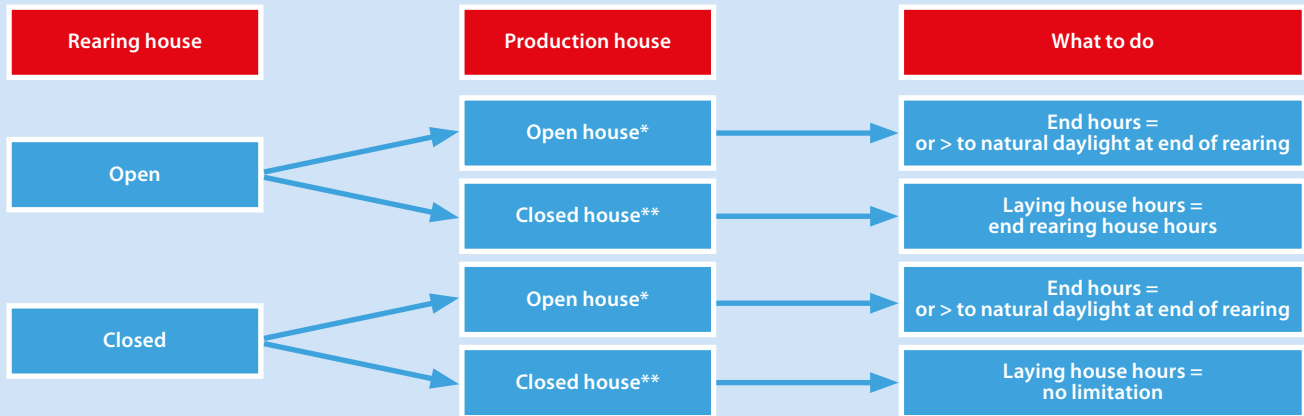 Rearing house
Production house
What to do
Open
Open house*
End hours =
or > to natural daylight at end of rearing
Closed house**
Laying house hours =
end rearing house hours
Closed
Open house*
End hours =
or > to natural daylight at end of rearing
Closed house**
Laying house hours =
no limitation